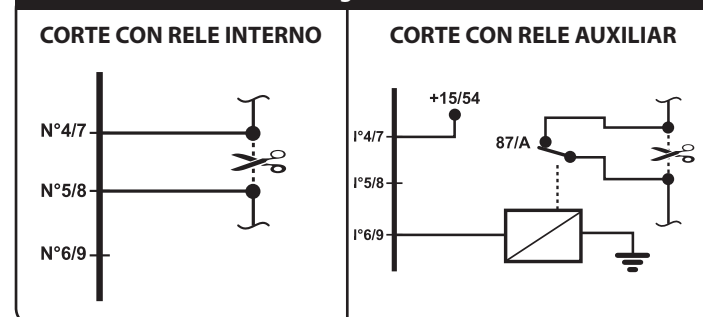 CORTE CON RELE INTERNO
N°4/7
N°5/8
N°6/9
CORTE CON RELE AUXILIAR
+15/54
I°4/7
87/A
I°5/8
I°6/9